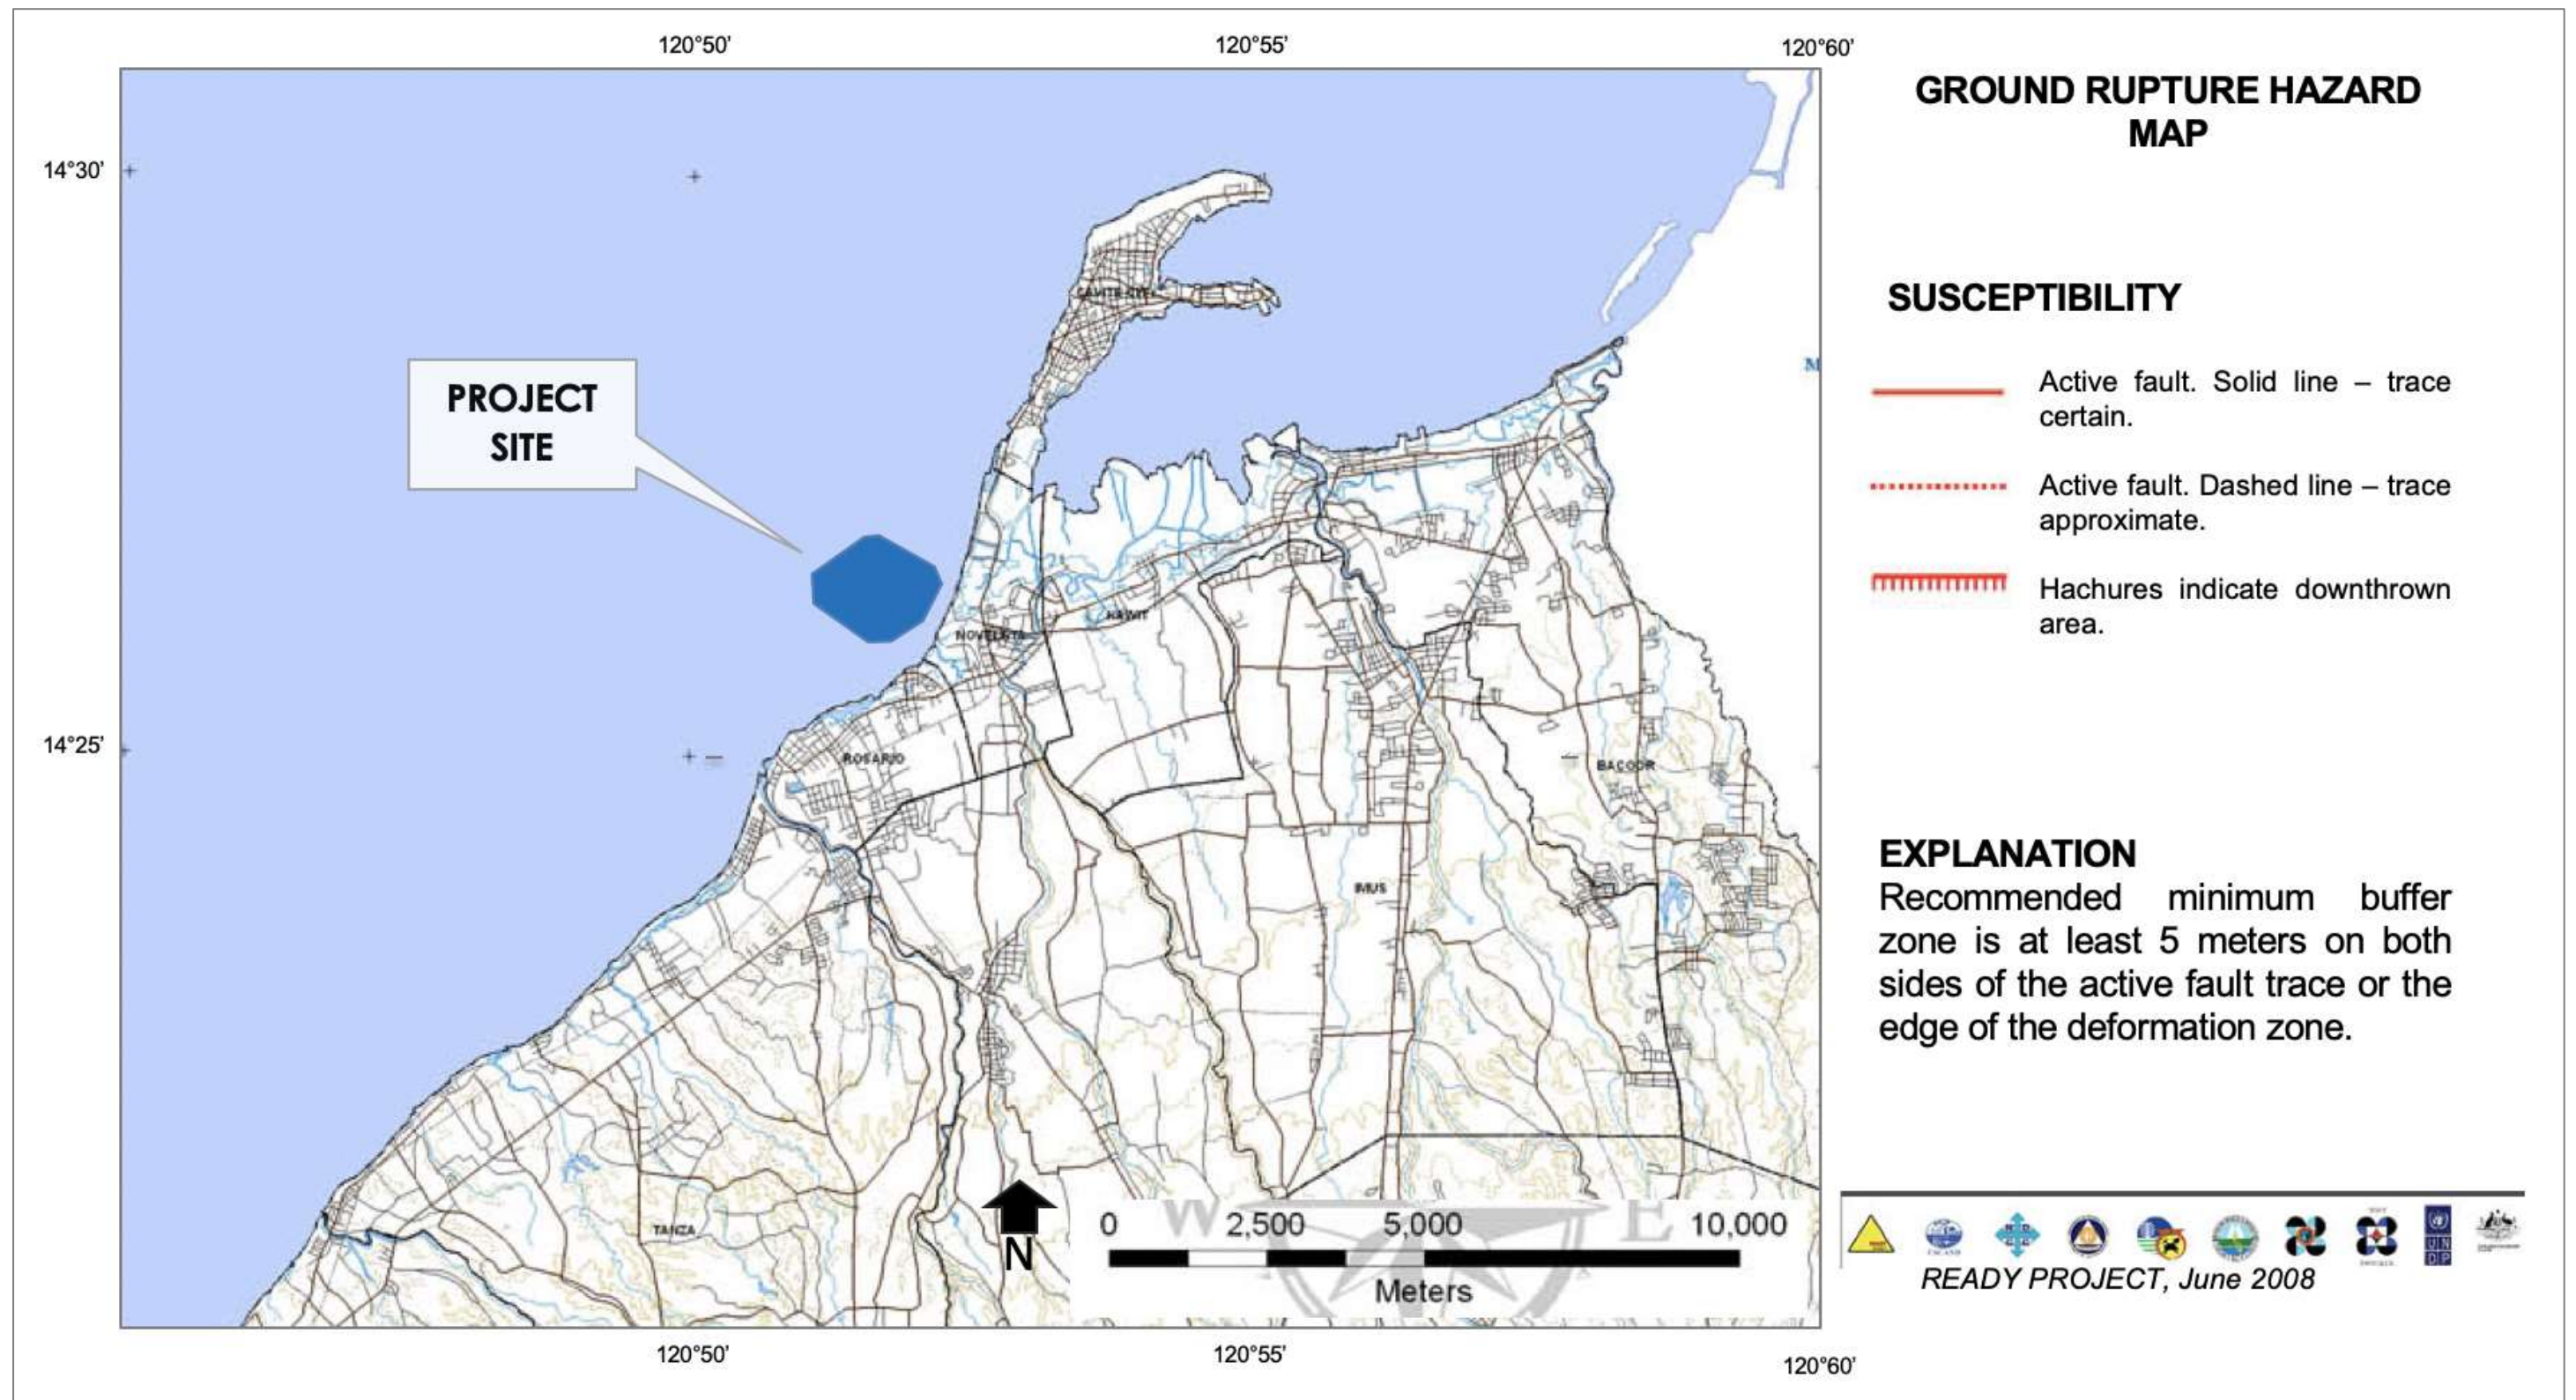 120°50’ 120°55’ 120°60’
14°30’
14°25’
PROJECT
SITE
CAVITE CITY
NOVELETA
KAWIT
ROSARIO
BACOOR
IMUS
TANZA
M
N
W E
0 2,500 5,000 10,000
Meters
120°50’ 120°55’ 120°60’
GROUND RUPTURE HAZARD
MAP
SUSCEPTIBILITY
Active fault. Solid line – trace
certain.
Active fault. Dashed line – trace
approximate.
Hachures indicate downthrown
area.
EXPLANATION
Recommended minimum buffer
zone is at least 5 meters on both
sides of the active fault trace or the
edge of the deformation zone.
UN
DP
READY PROJECT, June 2008